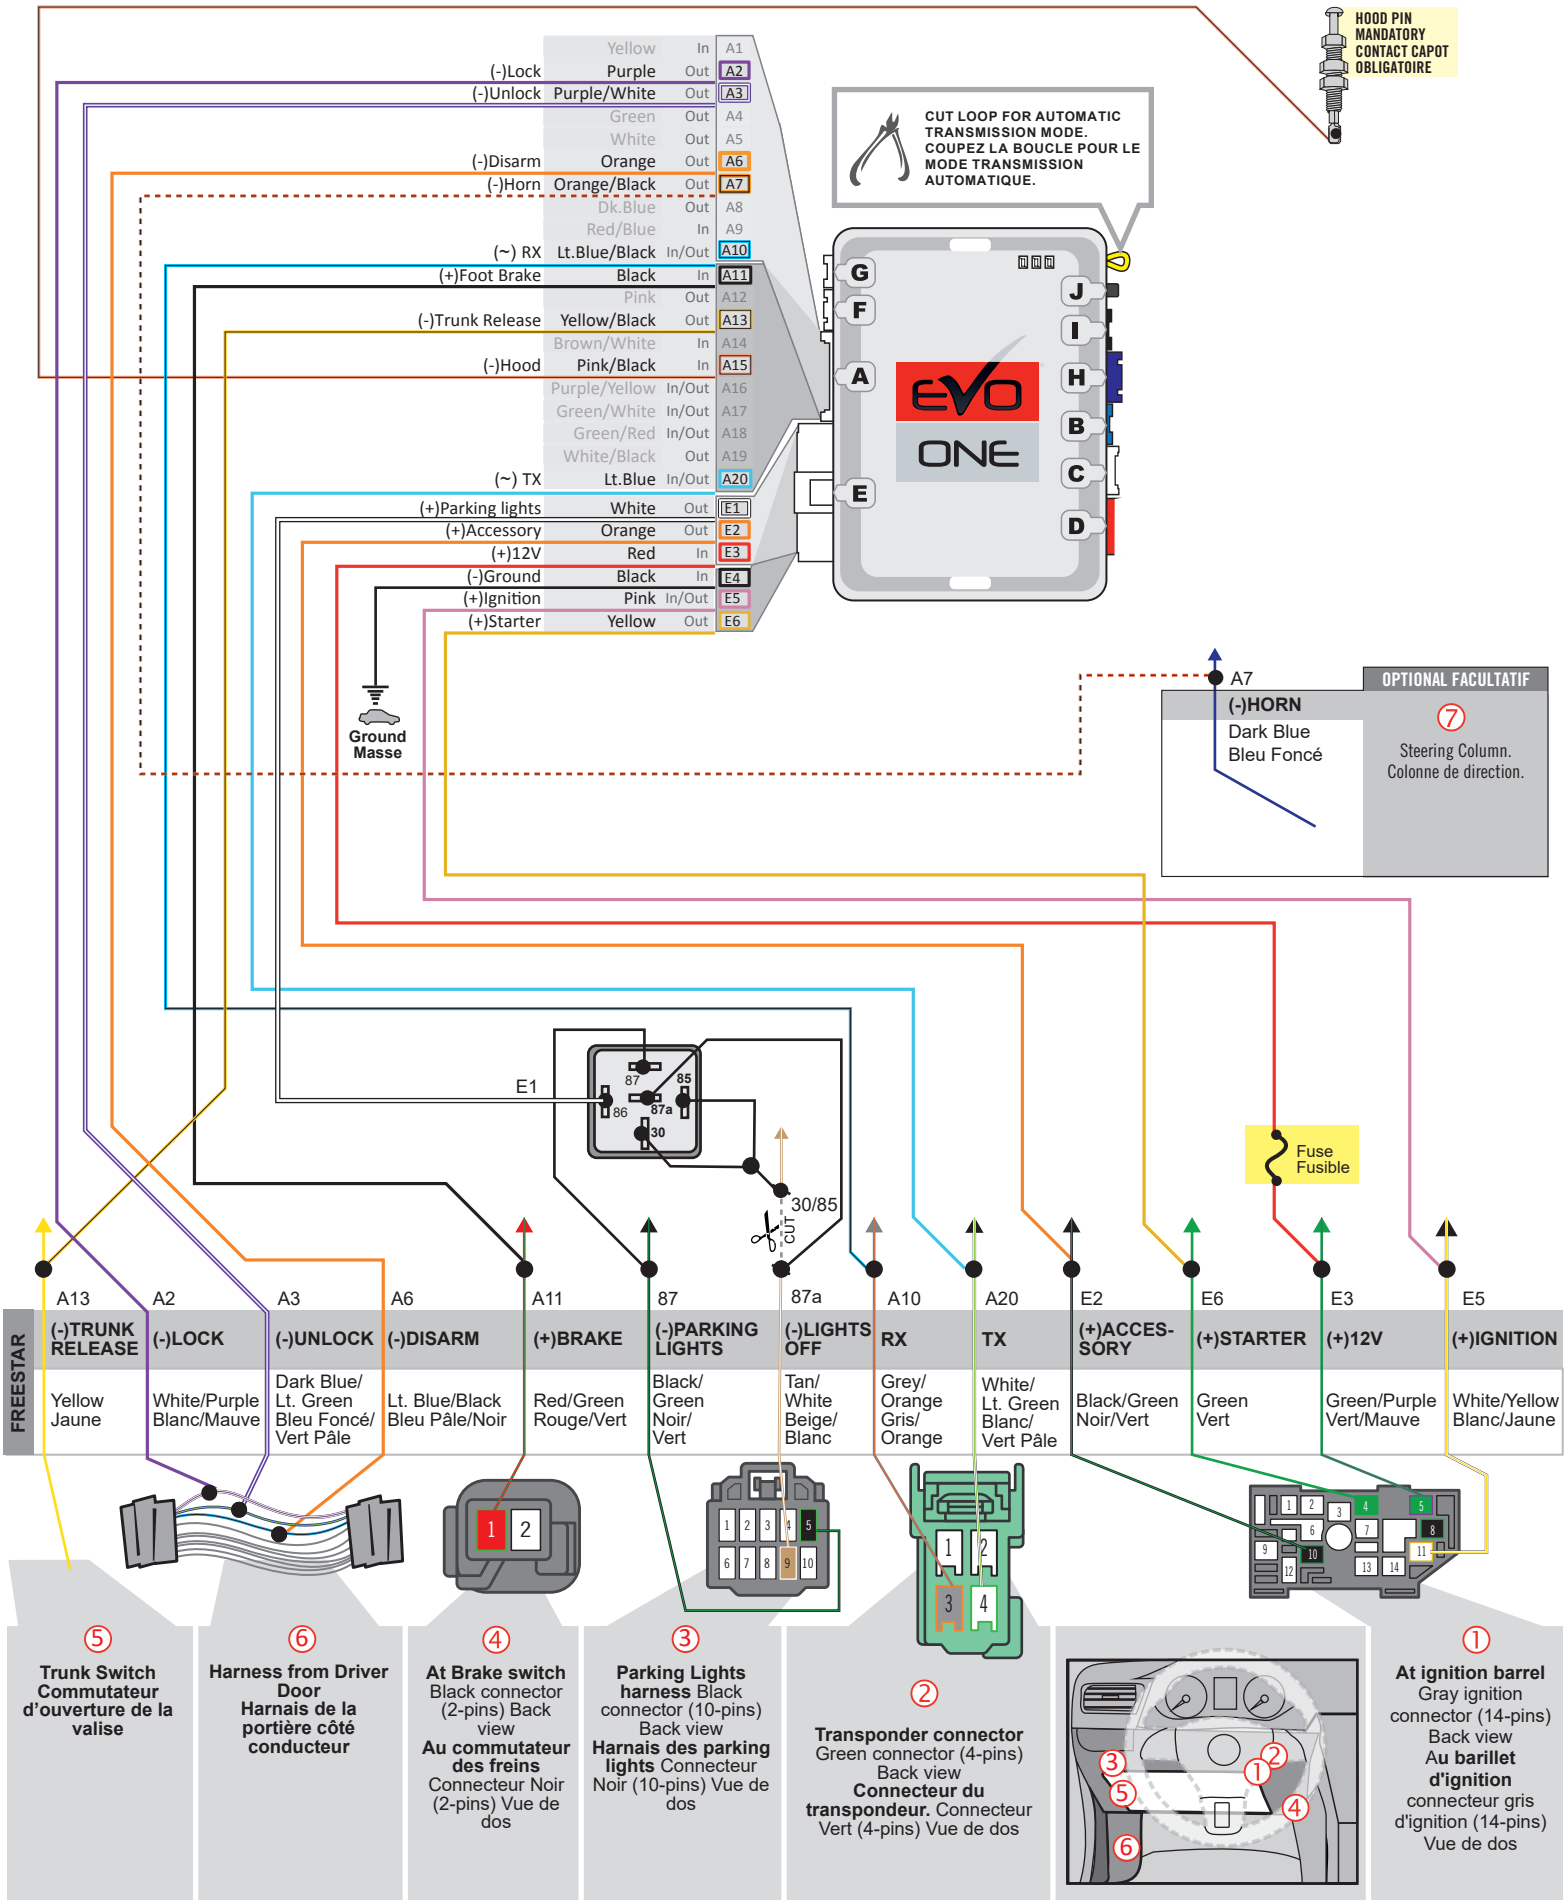 HOOD PIN
MANDATORY
CONTACT CAPOT
OBLIGATOIRE
Yellow In A1
(-)Lock Purple Out A2
(-)Unlock Purple/White Out A3
Green Out A4
White Out A5
(-)Disarm Orange Out A6
(-)Horn Orange/Black Out A7
Dk.Blue Out A8
Red/Blue In A9
(~) RX Lt.Blue/Black In/Out A10
(+)Foot Brake Black In A11
Pink Out A12
(-)Trunk Release Yellow/Black Out A13
Brown/White In A14
(-)Hood Pink/Black In A15
Purple/Yellow In/Out A16
Green/White In/Out A17
Green/Red In/Out A18
White/Black Out A19
(~) TX Lt.Blue In/Out A20
(+)Parking lights White Out E1
(+)Accessory Orange Out E2
(+)12V Red In E3
(-)Ground Black In E4
(+)Ignition Pink In/Out E5
(+)Starter Yellow Out E6
CUT LOOP FOR AUTOMATIC
TRANSMISSION MODE.
COUPEZ LA BOUCLE POUR LE
MODE TRANSMISSION
AUTOMATIQUE.
G
F
A
E
J
I
H
B
C
D
EVO
ONE
Ground
Masse
A7
(-)HORN
Dark Blue
Bleu Foncé
OPTIONAL FACULTATIF
7
Steering Column.
Colonne de direction.
E1
87
85
86
87a
30
30/85
CUT
Fuse
Fusible
A13 A2 A3 A6 A11 87 87a A10 A20 E2 E6 E3 E5
FREESTAR
(-)TRUNK
RELEASE
(-)LOCK
(-)UNLOCK
(-)DISARM
(+)BRAKE
(-)PARKING
LIGHTS
(-)LIGHTS
OFF
RX
TX
(+)ACCES-
SORY
(+)STARTER
(+)12V
(+)IGNITION
Yellow
Jaune
White/Purple
Blanc/Mauve
Dark Blue/
Lt. Green
Bleu Foncé/
Vert Pâle
Lt. Blue/Black
Bleu Pâle/Noir
Red/Green
Rouge/Vert
Black/
Green
Noir/
Vert
Tan/
White
Beige/
Blanc
Grey/
Orange
Gris/
Orange
White/
Lt. Green
Blanc/
Vert Pâle
Black/Green
Noir/Vert
Green
Vert
Green/Purple
Vert/Mauve
White/Yellow
Blanc/Jaune
1 2
1 2 3 4 5
6 7 8 9 10
1 2
3 4
1 2 3 4 5
6 7 8
9 10 11
12 13 14
5
Trunk Switch
Commutateur
d'ouverture de la
valise
6
Harness from Driver
Door
Harnais de la
portière côté
conducteur
4
At Brake switch
Black connector
(2-pins) Back
view
Au commutateur
des freins
Connecteur Noir
(2-pins) Vue de
dos
3
Parking Lights
harness Black
connector (10-pins)
Back view
Harnais des parking
lights Connecteur
Noir (10-pins) Vue de
dos
2
Transponder connector
Green connector (4-pins)
Back view
Connecteur du
transpondeur. Connecteur
Vert (4-pins) Vue de dos
3
5
6
2
1
4
1
At ignition barrel
Gray ignition
connector (14-pins)
Back view
Au barillet
d'ignition
connecteur gris
d'ignition (14-pins)
Vue de dos